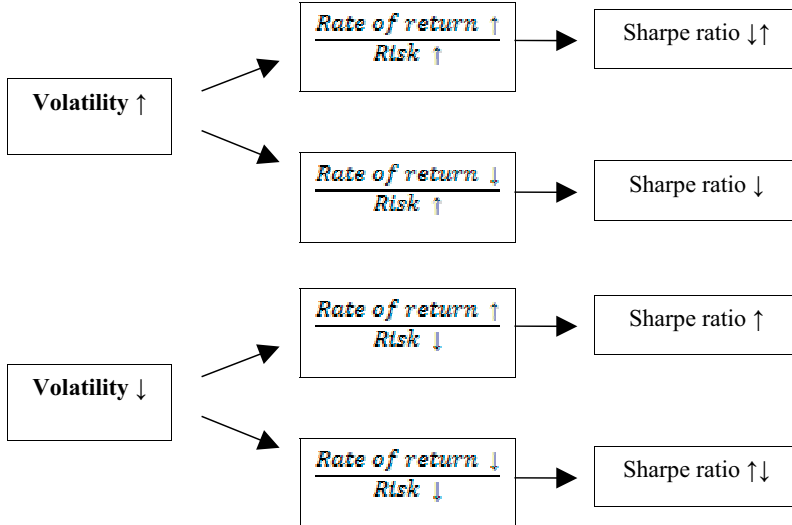 Rate of return ↑
Risk ↑
Sharpe ratio ↓↑
Volatility ↑
Rate of return ↓
Risk ↑
Sharpe ratio ↓
Rate of return ↑
Risk ↓
Sharpe ratio ↑
Volatility ↓
Rate of return ↓
Risk ↓
Sharpe ratio ↑↓